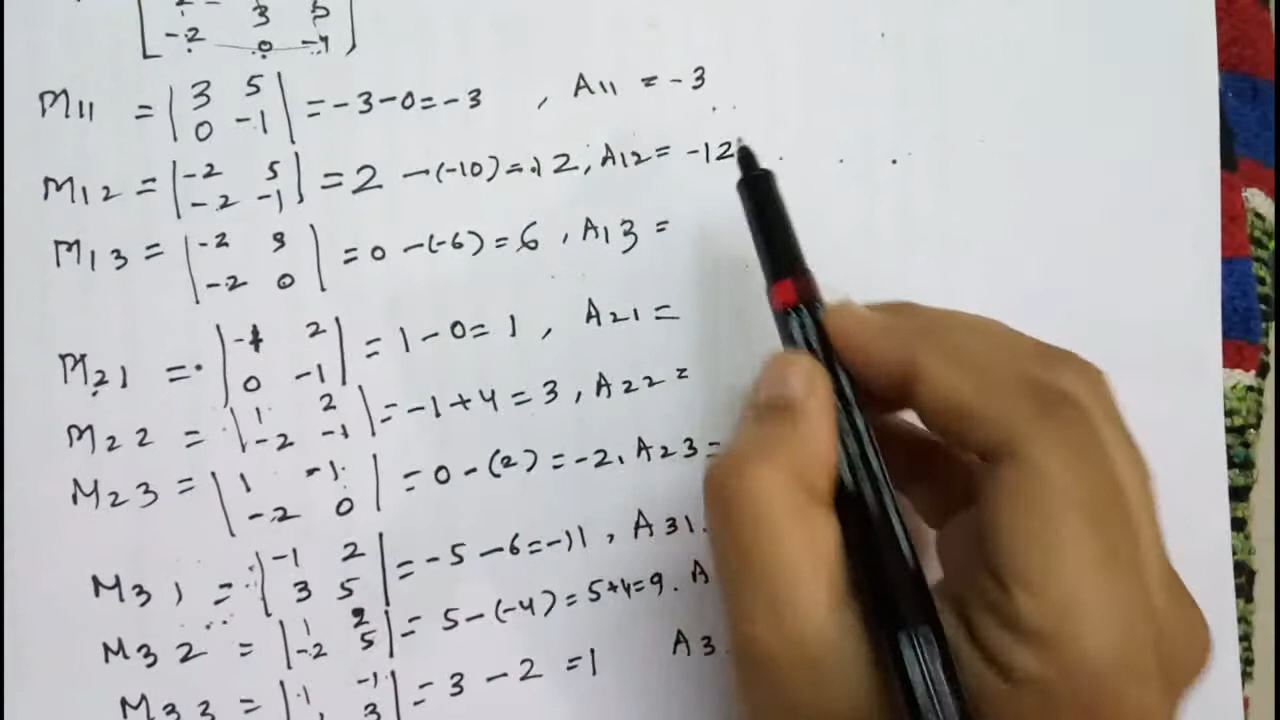 3 5
-2 0 -4
M11 = | 3 5 | = -3-0=-3 , A11 = -3
0 -1
M12 = | -2 5 | = 2 -(-10)=12, A12= -12
-2 -1
M13 = | -2 3 | = 0 -(-6)=6, A13 =
-2 0
M21 = | -1 2 | = 1-0=1 , A21 =
0 -1
M22 = | 1 2 | = -1+4=3, A22 =
-2 -1
M23 = | 1 -1 | = 0-(2)=-2, A23=
-2 0
M31 = | -1 2 | = -5-6=-11, A31
3 5
M32 = | 1 2 | = 5-(-4)=5+4=9. A
-2 5
M33 = | 1 -1 | = 3-2 =1 A3
3